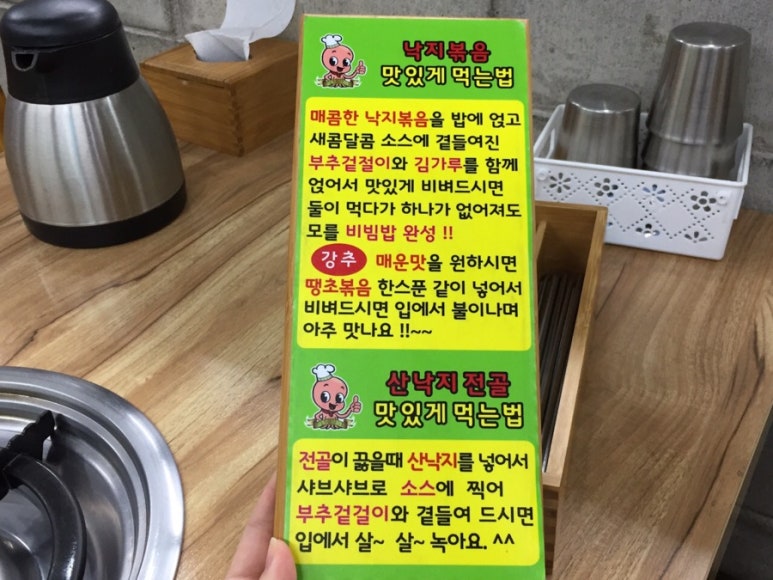 낙지볶음
맛있게 먹는법
매콤한 낙지볶음을 밥에 얹고
새콤달콤 소스에 곁들여진
부추겉절이와 김가루를 함께
얹어서 맛있게 비벼드시면
둘이 먹다가 하나가 없어져도
모를 비빔밥 완성 !!
강추 매운맛을 원하시면
땡초볶음 한스푼 같이 넣어서
비벼드시면 입에서 불이나며
아주 맛나요 !!~~
산낙지 전골
맛있게 먹는법
전골이 끓을때 산낙지를 넣어서
샤브샤브로 소스에 찍어
부추겉걸이와 곁들여 드시면
입에서 살~ 살~ 녹아요. ^^